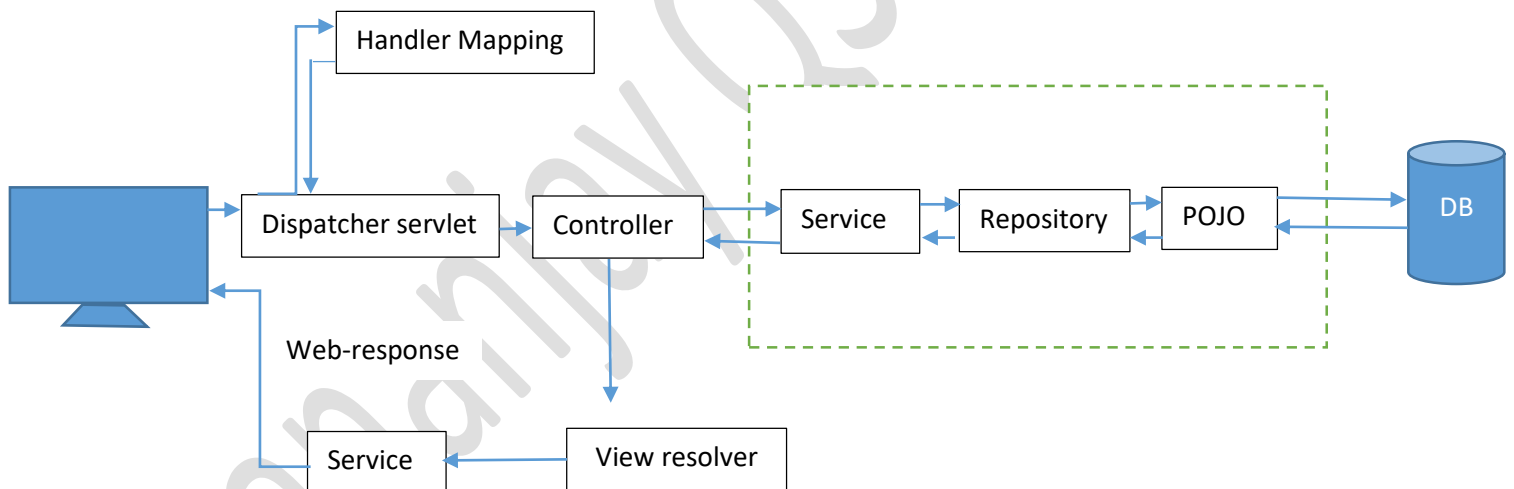 Handler Mapping
Dispatcher servlet
Controller
Service
Repository
POJO
DB
Web-response
Service
View resolver